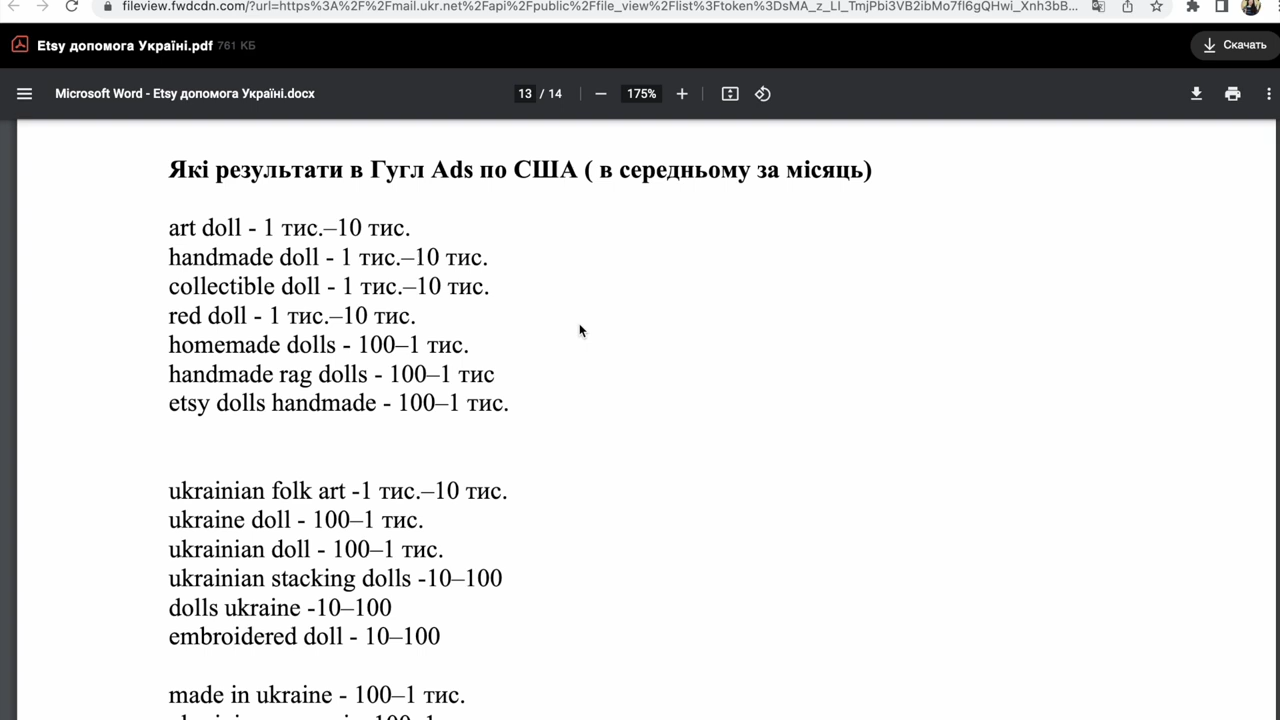 fileview.fwdcdn.com/?url=https%3A%2F%2Fmail.ukr.net%2Fapi%2Fpublic%2Ffile_view%2Flist%3Ftoken%3DsMA_z_LI_TmjPbi3VB2ibMo7fl6gQHwi_Xnh3bB...
Etsy допомога Україні.pdf 761 КБ
Скачать
Microsoft Word - Etsy допомога Україні.docx
13 / 14
175%
Які результати в Гугл Ads по США ( в середньому за місяць)
art doll - 1 тис.–10 тис.
handmade doll - 1 тис.–10 тис.
collectible doll - 1 тис.–10 тис.
red doll - 1 тис.–10 тис.
homemade dolls - 100–1 тис.
handmade rag dolls - 100–1 тис
etsy dolls handmade - 100–1 тис.
ukrainian folk art -1 тис.–10 тис.
ukraine doll - 100–1 тис.
ukrainian doll - 100–1 тис.
ukrainian stacking dolls -10–100
dolls ukraine -10–100
embroidered doll - 10–100
made in ukraine - 100–1 тис.